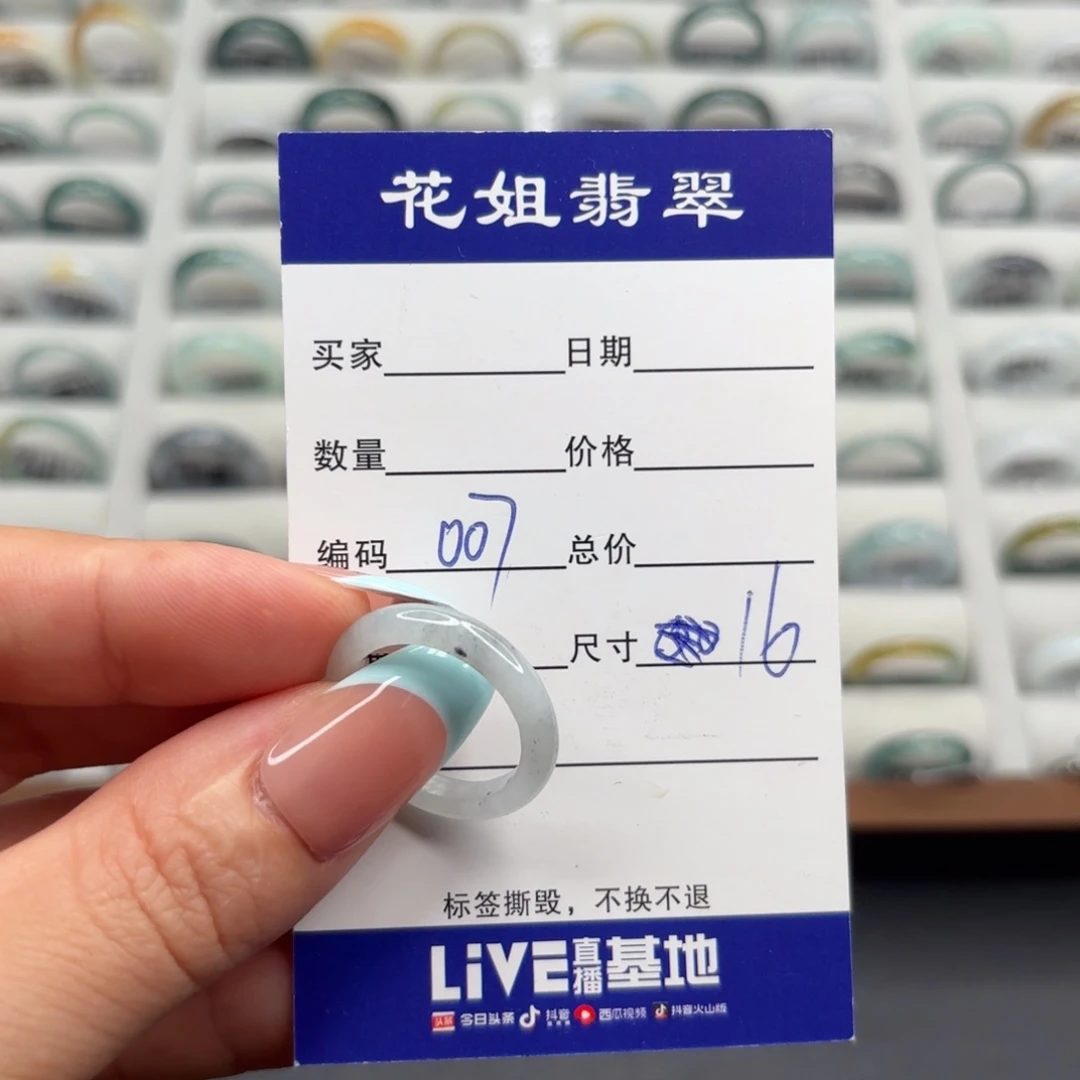 花姐翡翠
买家 日期
数量 价格
编码 007 总价
尺寸 16
标签撕毁，不换不退
LiVE直播基地
头条 今日头条 抖音 西瓜视频 抖音火山版